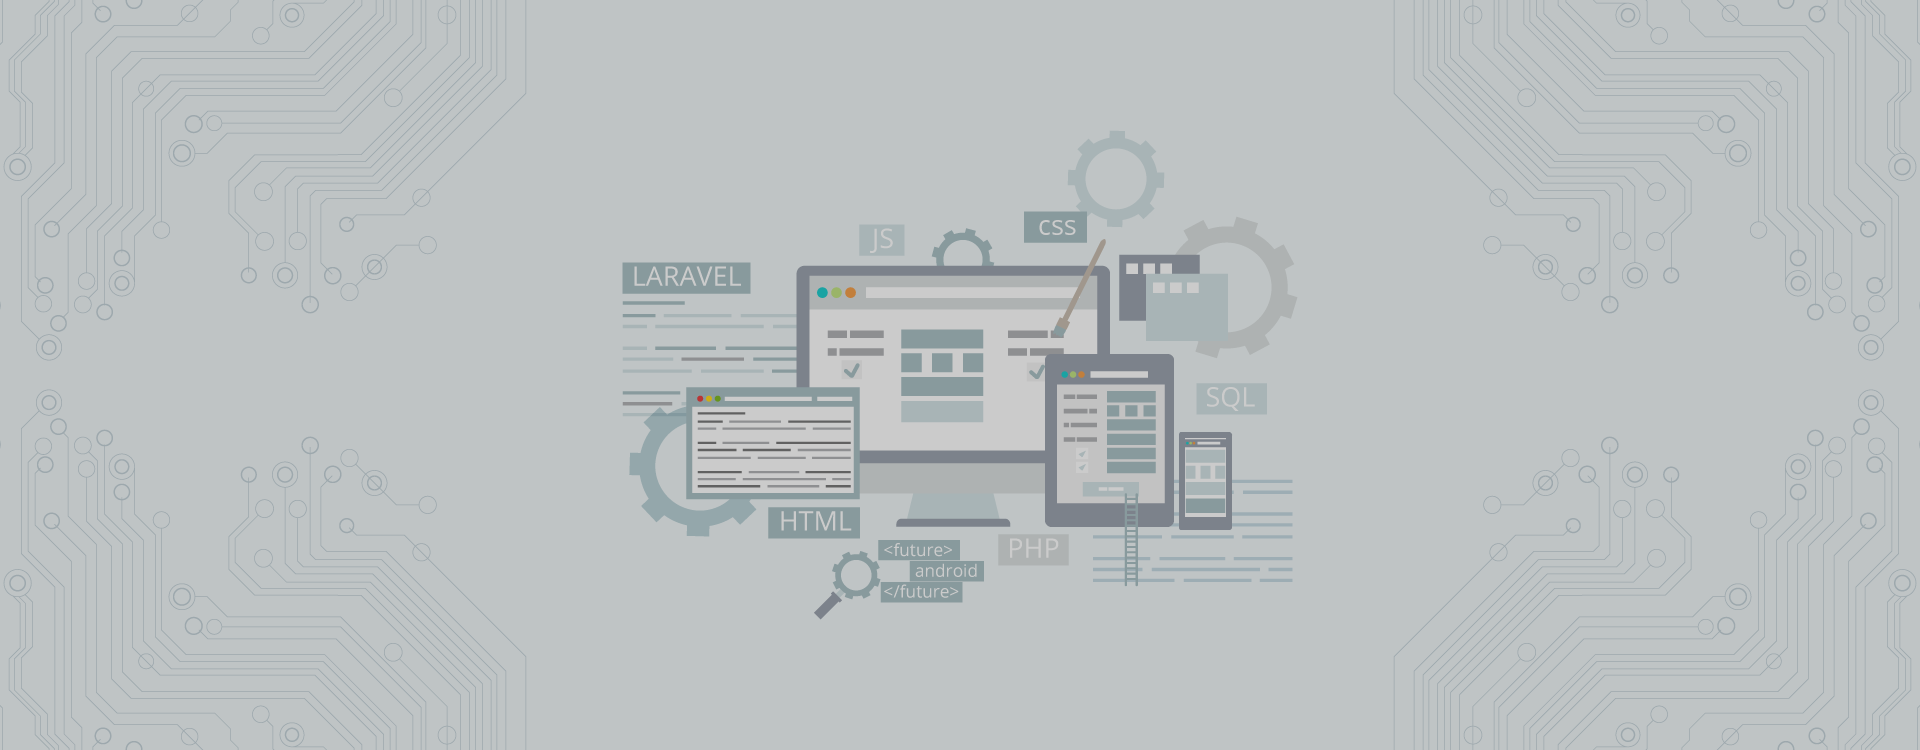 CSS
JS
LARAVEL
SQL
HTML
PHP
<future>
android
</future>